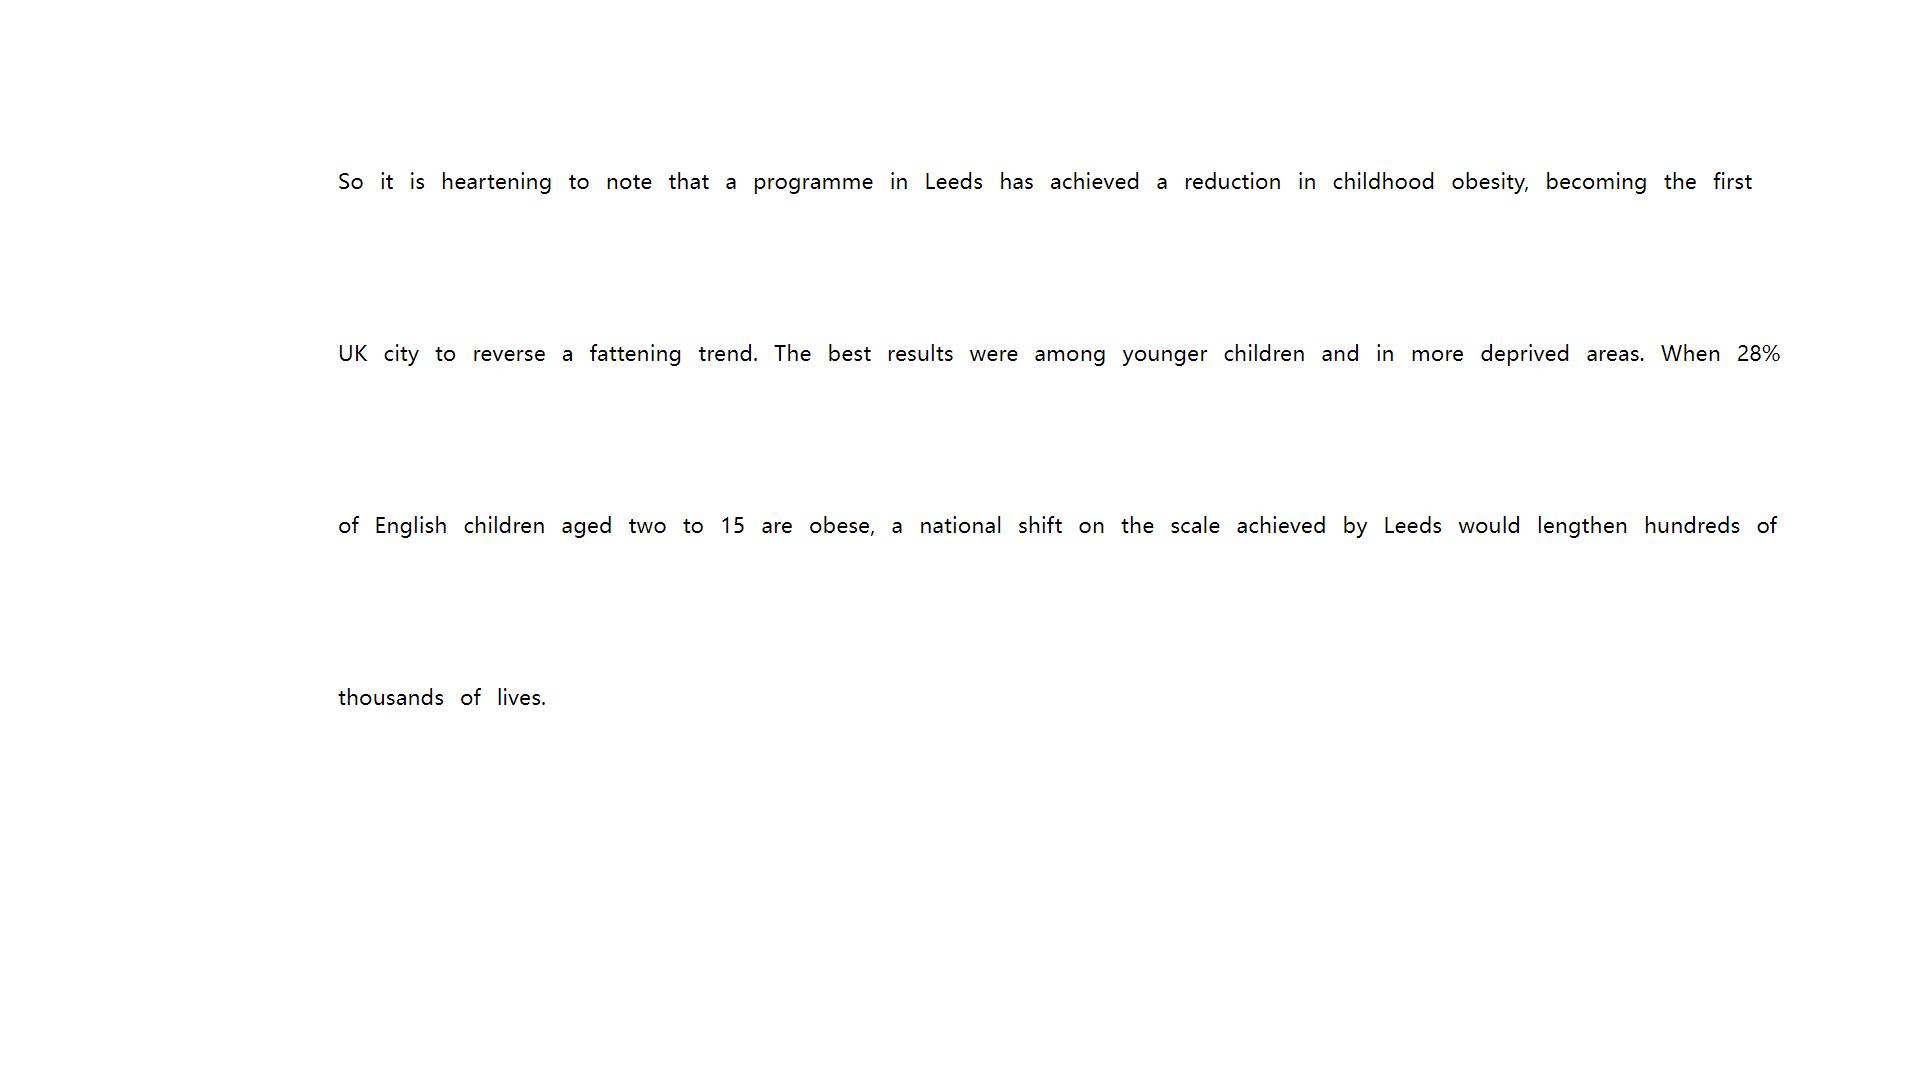 So it is heartening to note that a programme in Leeds has achieved a reduction in childhood obesity, becoming the first
UK city to reverse a fattening trend. The best results were among younger children and in more deprived areas. When 28%
of English children aged two to 15 are obese, a national shift on the scale achieved by Leeds would lengthen hundreds of
thousands of lives.